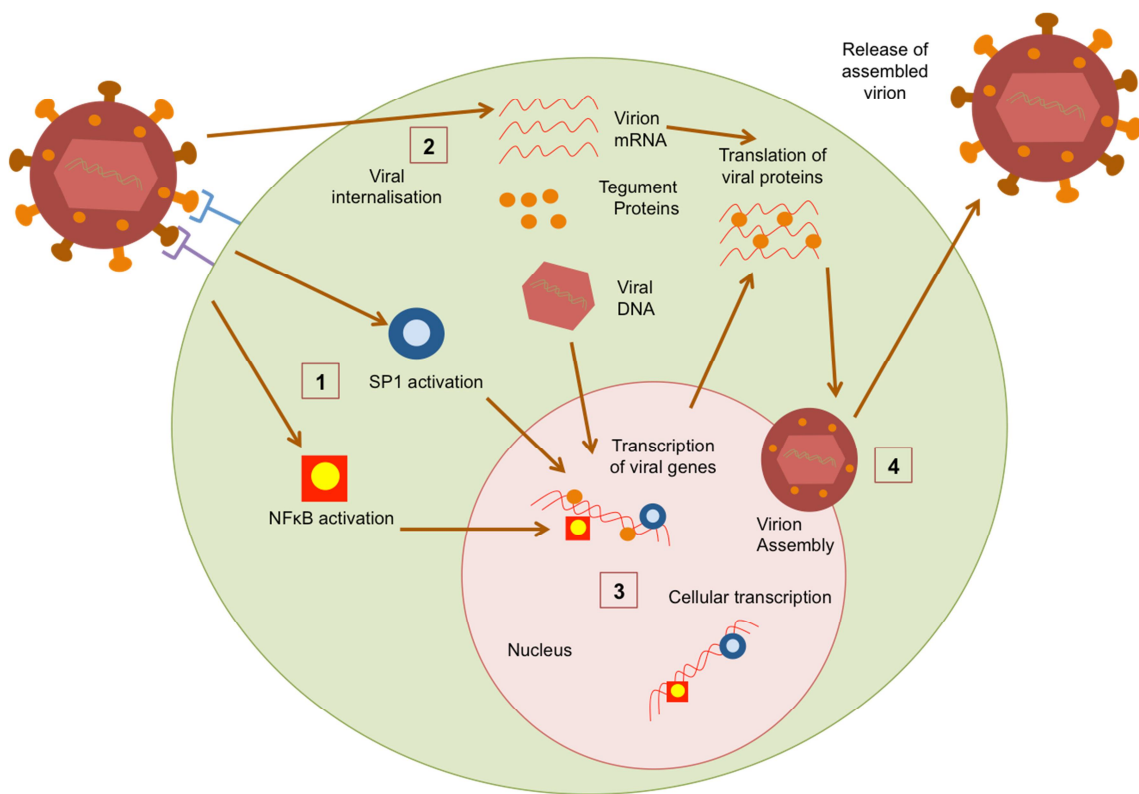 Release of
assembled
virion
Virion
mRNA
2
Viral
internalisation
Translation of
viral proteins
Tegument
Proteins
Viral
DNA
1
SP1 activation
Transcription
of viral genes
4
NFκB activation
Virion
Assembly
3
Cellular transcription
Nucleus